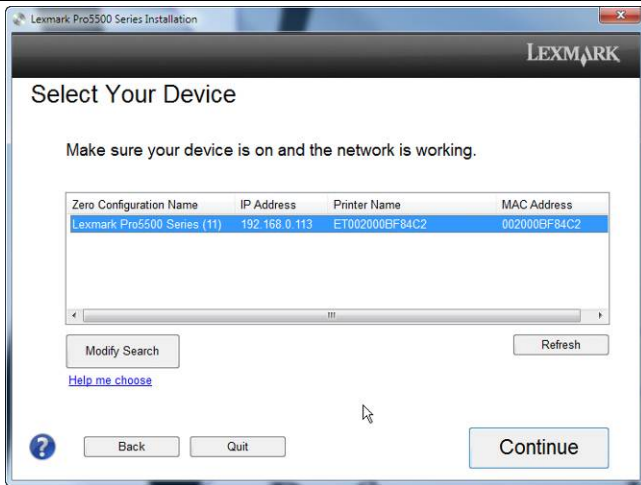 Lexmark Pro5500 Series Installation
LEXMARK
Select Your Device
Make sure your device is on and the network is working.
Zero Configuration Name IP Address Printer Name MAC Address
Lexmark Pro5500 Series (11) 192.168.0.113 ET002000BF84C2 002000BF84C2
Modify Search Refresh
Help me choose
? Back Quit Continue